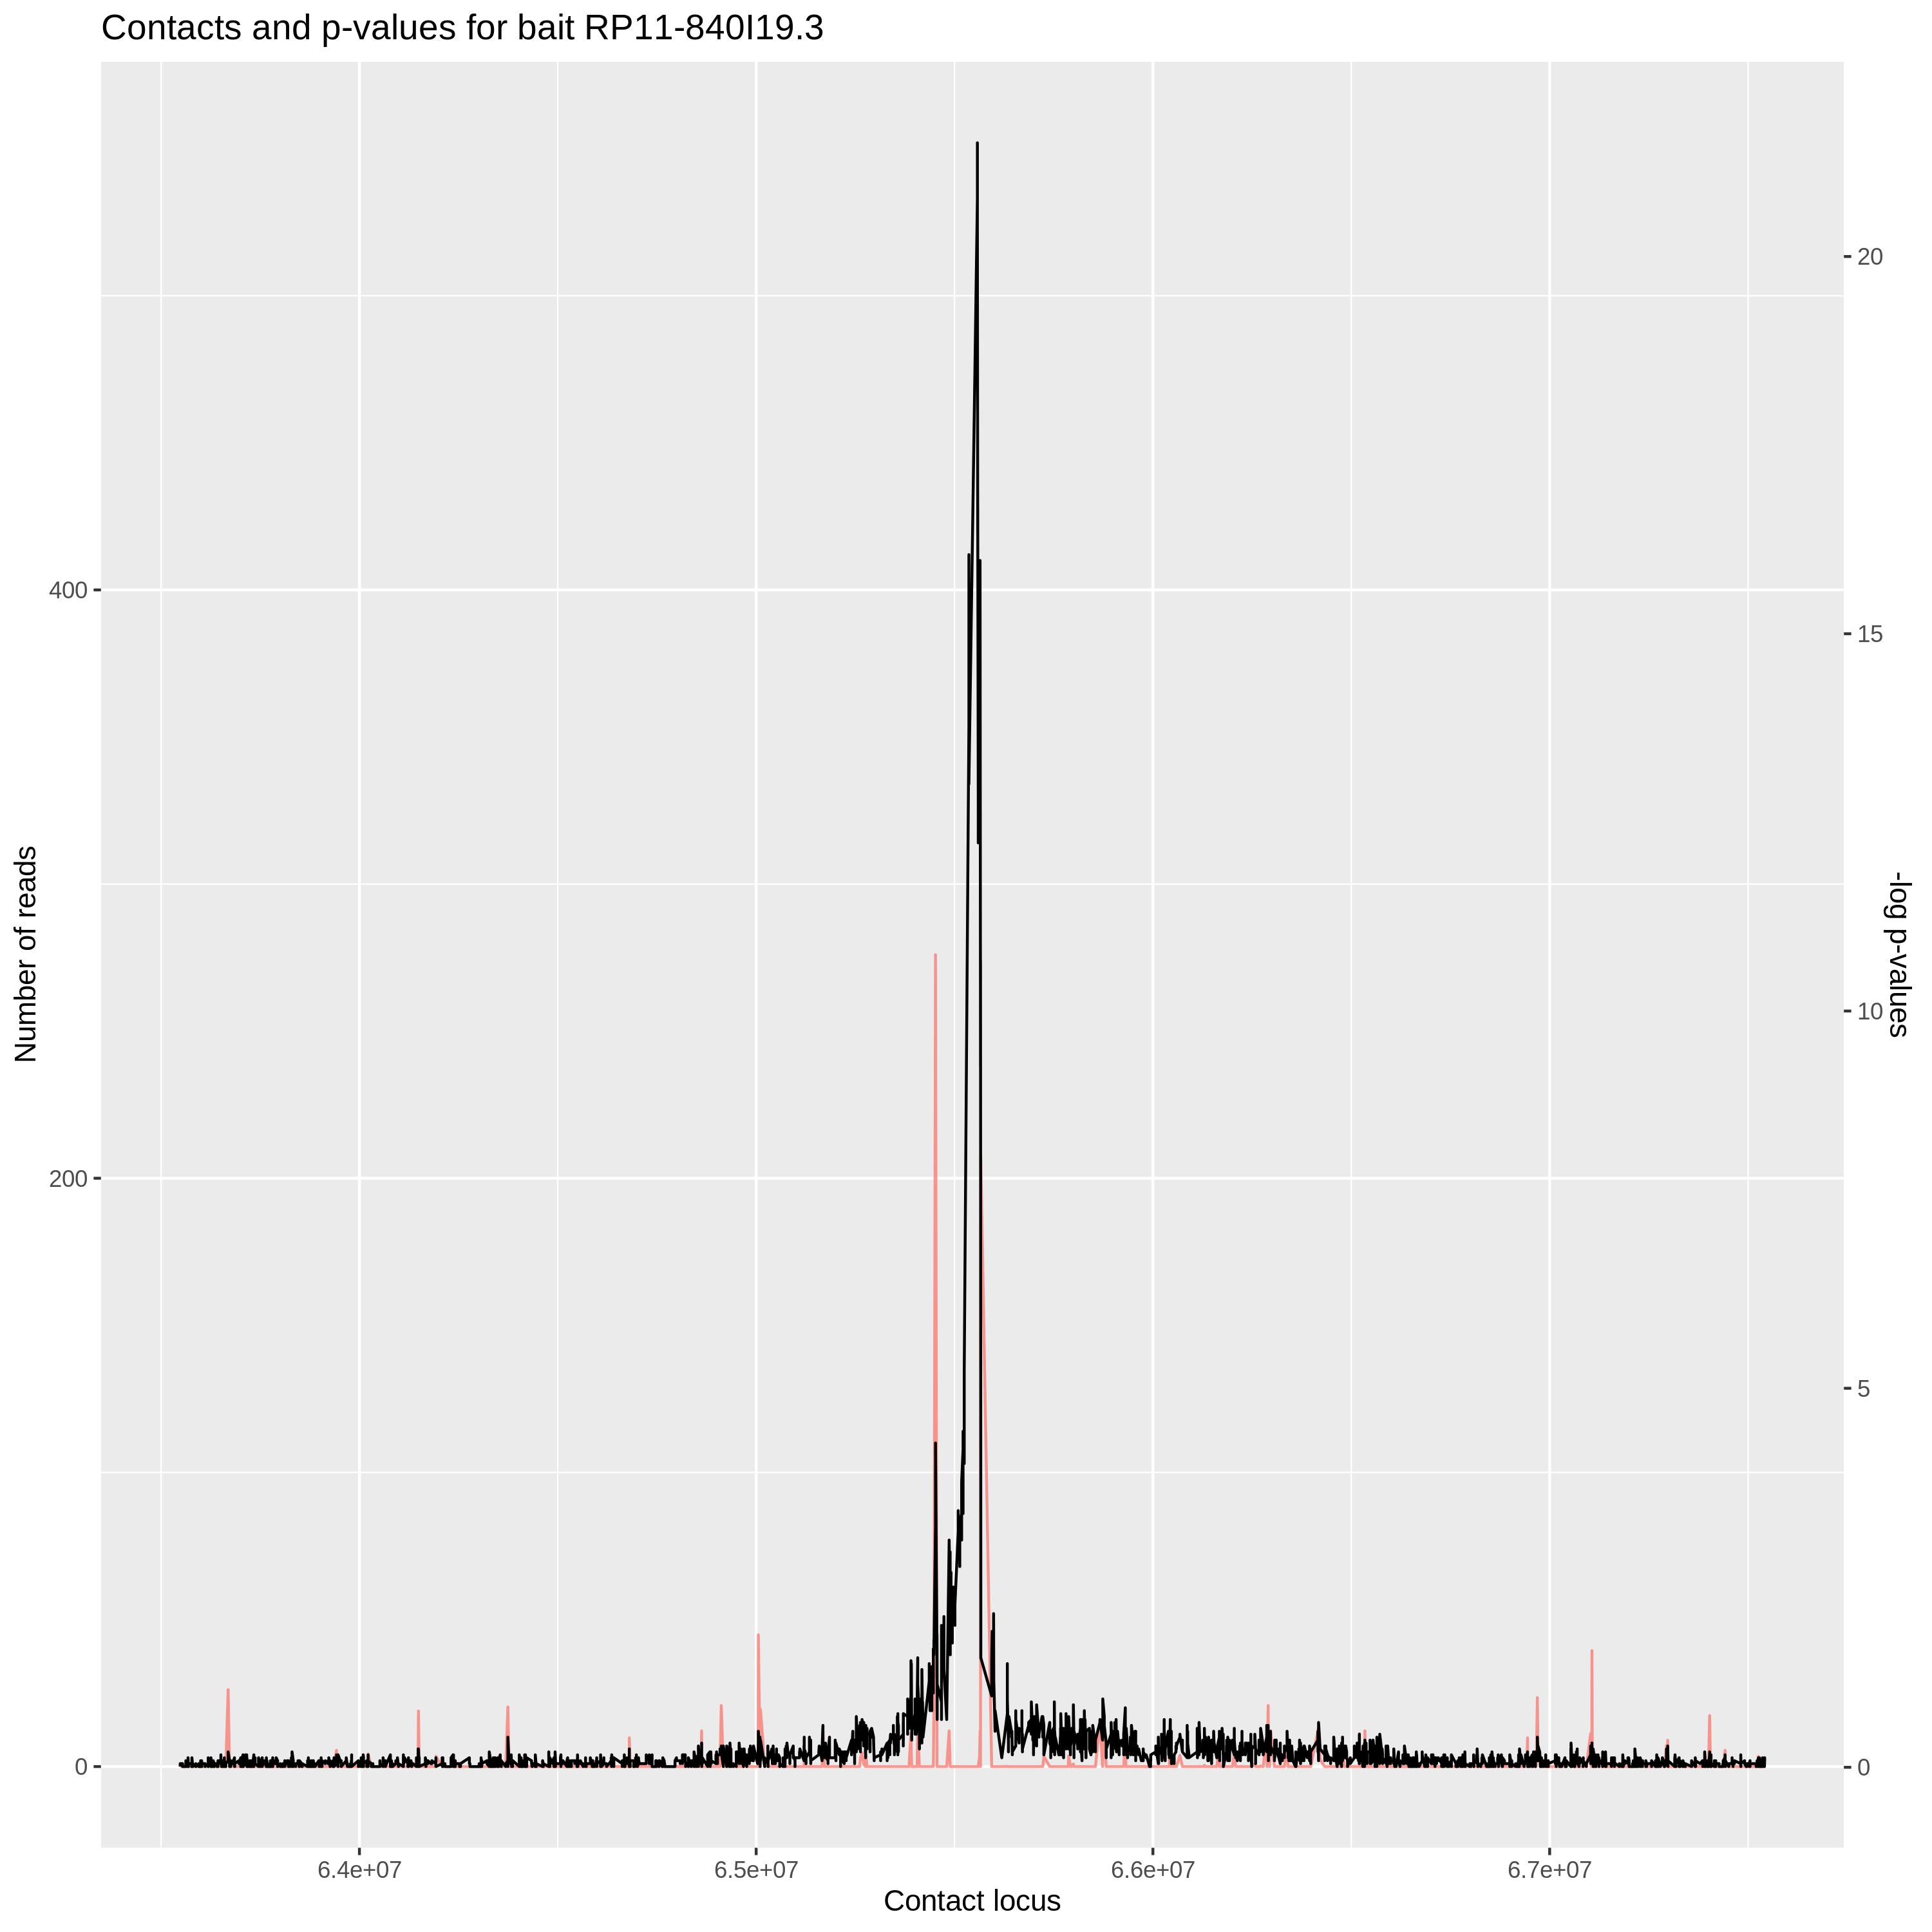 Contacts and p-values for bait RP11-840I19.3
400
200
0
Number of reads
20
15
10
5
0
-log p-values
6.4e+07
6.5e+07
6.6e+07
6.7e+07
Contact locus